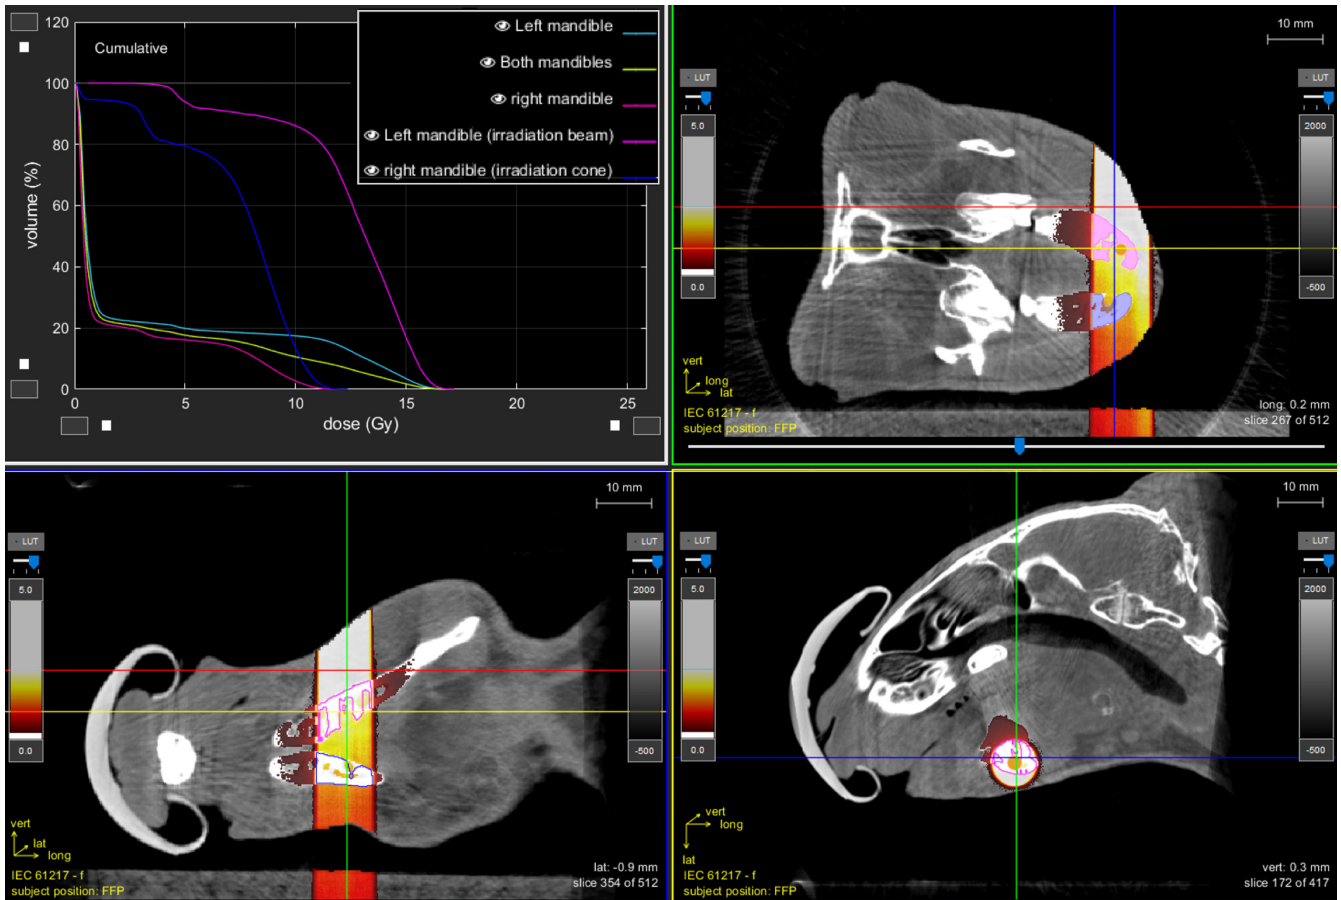 120
100
80
60
40
20
0
volume (%)
Cumulative
Left mandible
Both mandibles
right mandible
Left mandible (irradiation beam)
right mandible (irradiation cone)
0
5
10
15
20
25
dose (Gy)
10 mm
LUT
5.0
0.0
LUT
2000
-500
vert
long
lat
IEC 61217 - f
subject position: FFP
long: 0.2 mm
slice 267 of 512
10 mm
LUT
5.0
0.0
LUT
2000
-500
vert
lat
long
IEC 61217 - f
subject position: FFP
lat: -0.9 mm
slice 354 of 512
10 mm
LUT
5.0
0.0
LUT
2000
-500
vert
long
lat
IEC 61217 - f
subject position: FFP
vert: 0.3 mm
slice 172 of 417